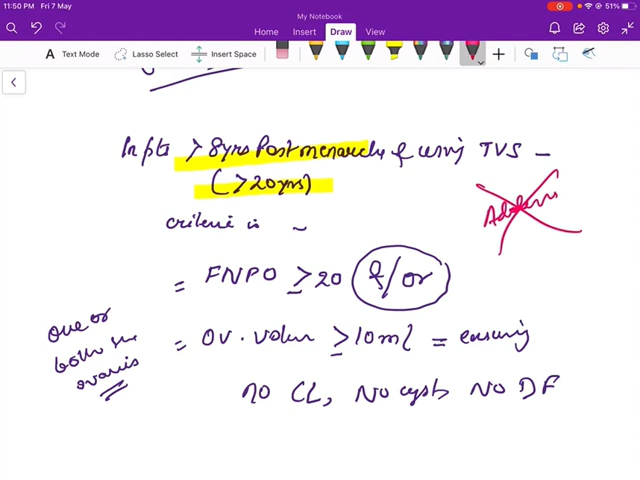 11:50 PM Fri 7 May
51%
My Notebook
Home Insert Draw View
Text Mode Lasso Select Insert Space
In pts > 8yrs Post menarche & using TVS –
(>20yrs)
criteria is ~
= FNPO ≥ 20 &/or
= OV. volum ≥ 10ml = ensuring
one or
both the
ovaries
no CL, No cysts No DF